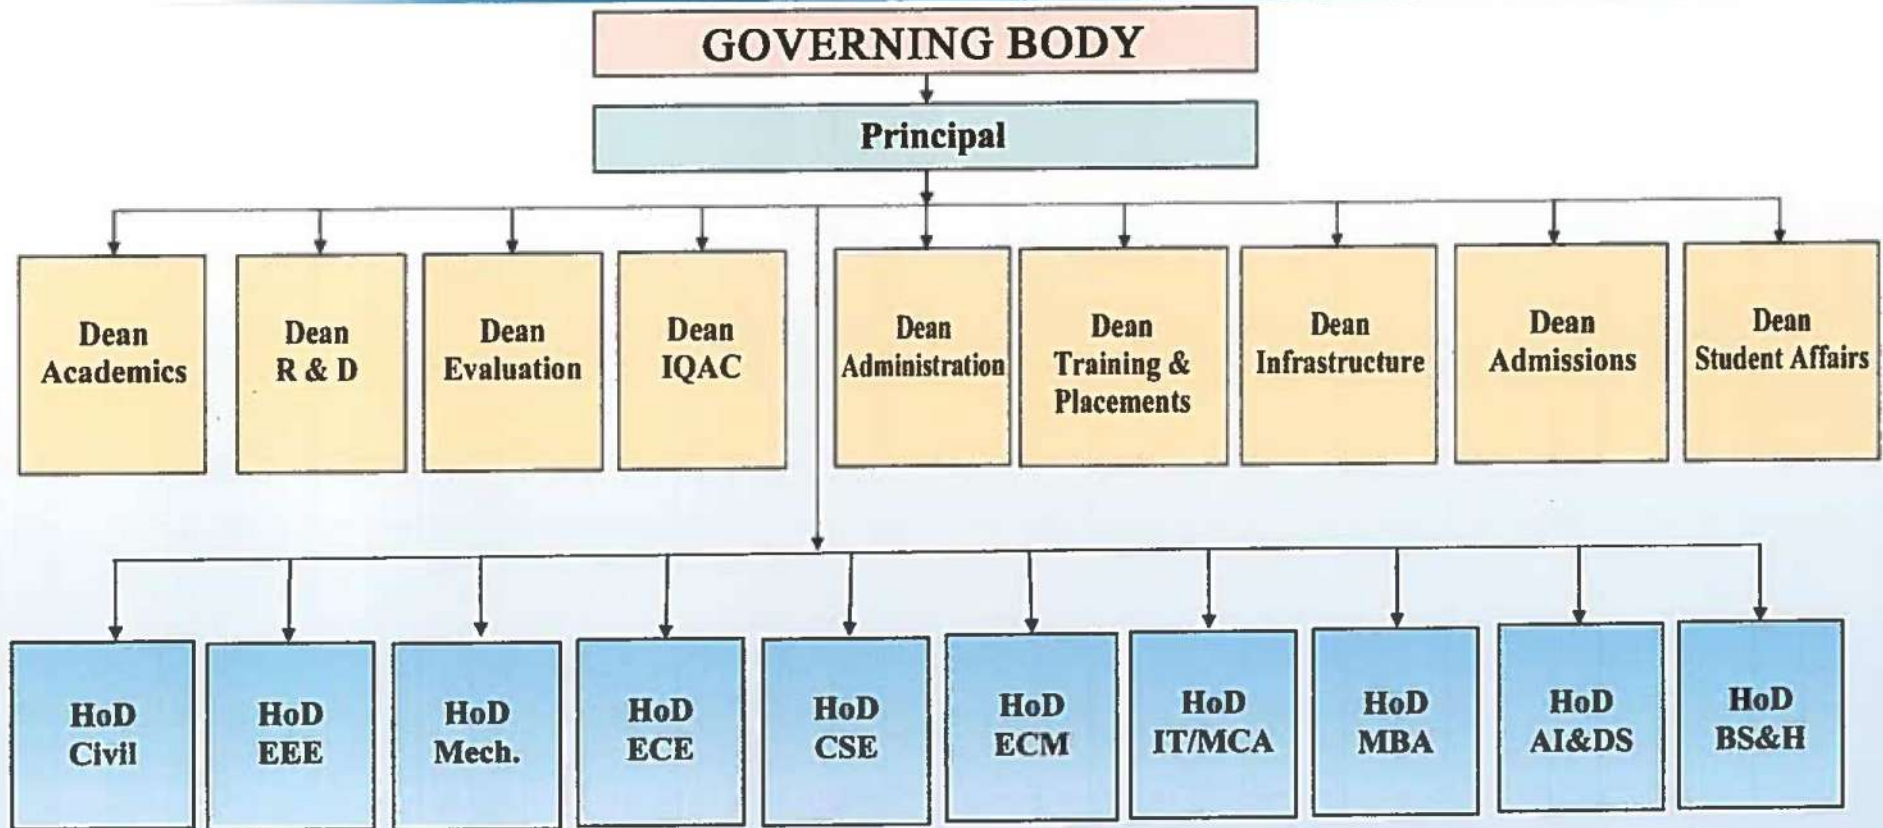 GOVERNING BODY
Principal
Dean
Academics
Dean
R & D
Dean
Evaluation
Dean
IQAC
Dean
Administration
Dean
Training &
Placements
Dean
Infrastructure
Dean
Admissions
Dean
Student Affairs
HoD
Civil
HoD
EEE
HoD
Mech.
HoD
ECE
HoD
CSE
HoD
ECM
HoD
IT/MCA
HoD
MBA
HoD
AI&DS
HoD
BS&H